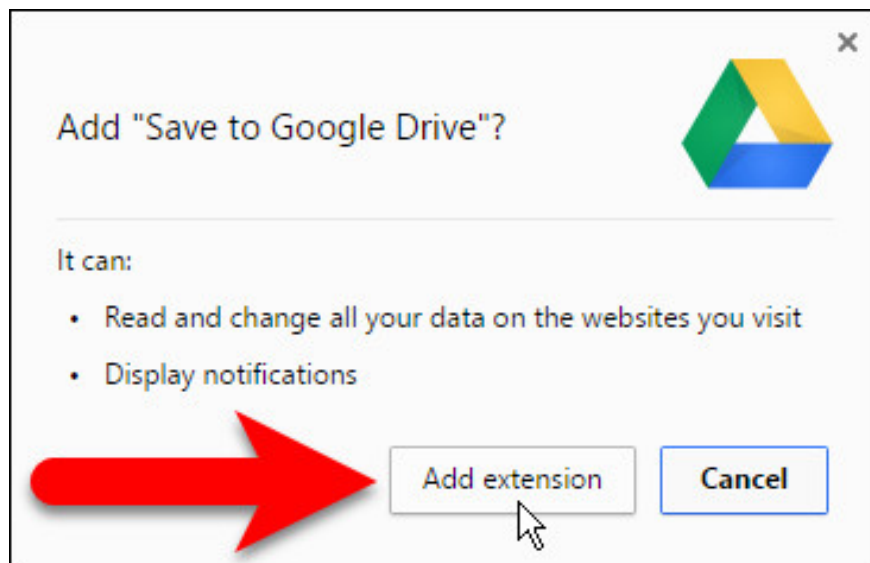 Add "Save to Google Drive"?
It can:
• Read and change all your data on the websites you visit
• Display notifications
Add extension
Cancel